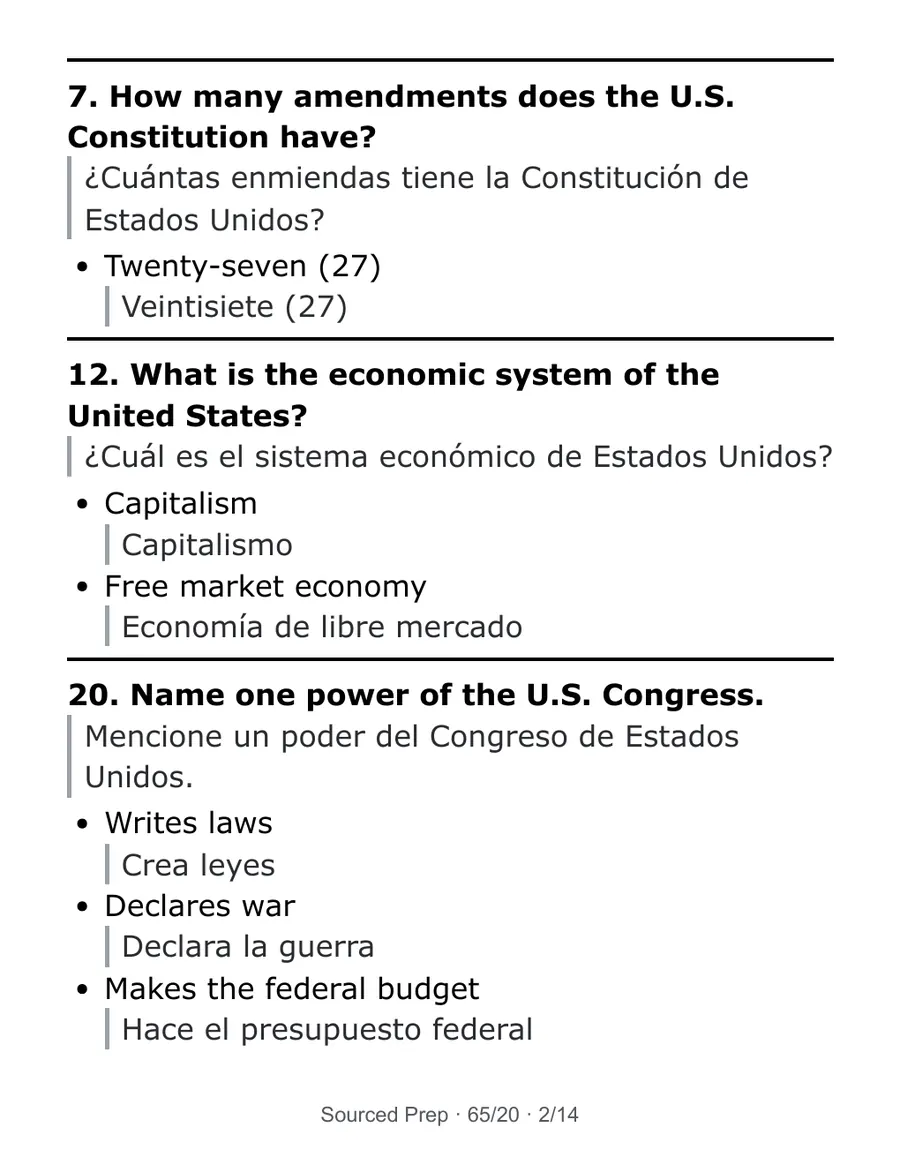 7. How many amendments does the U.S.
Constitution have?
¿Cuántas enmiendas tiene la Constitución de
Estados Unidos?
• Twenty-seven (27)
Veintisiete (27)
12. What is the economic system of the
United States?
¿Cuál es el sistema económico de Estados Unidos?
• Capitalism
Capitalismo
• Free market economy
Economía de libre mercado
20. Name one power of the U.S. Congress.
Mencione un poder del Congreso de Estados
Unidos.
• Writes laws
Crea leyes
• Declares war
Declara la guerra
• Makes the federal budget
Hace el presupuesto federal
Sourced Prep · 65/20 · 2/14